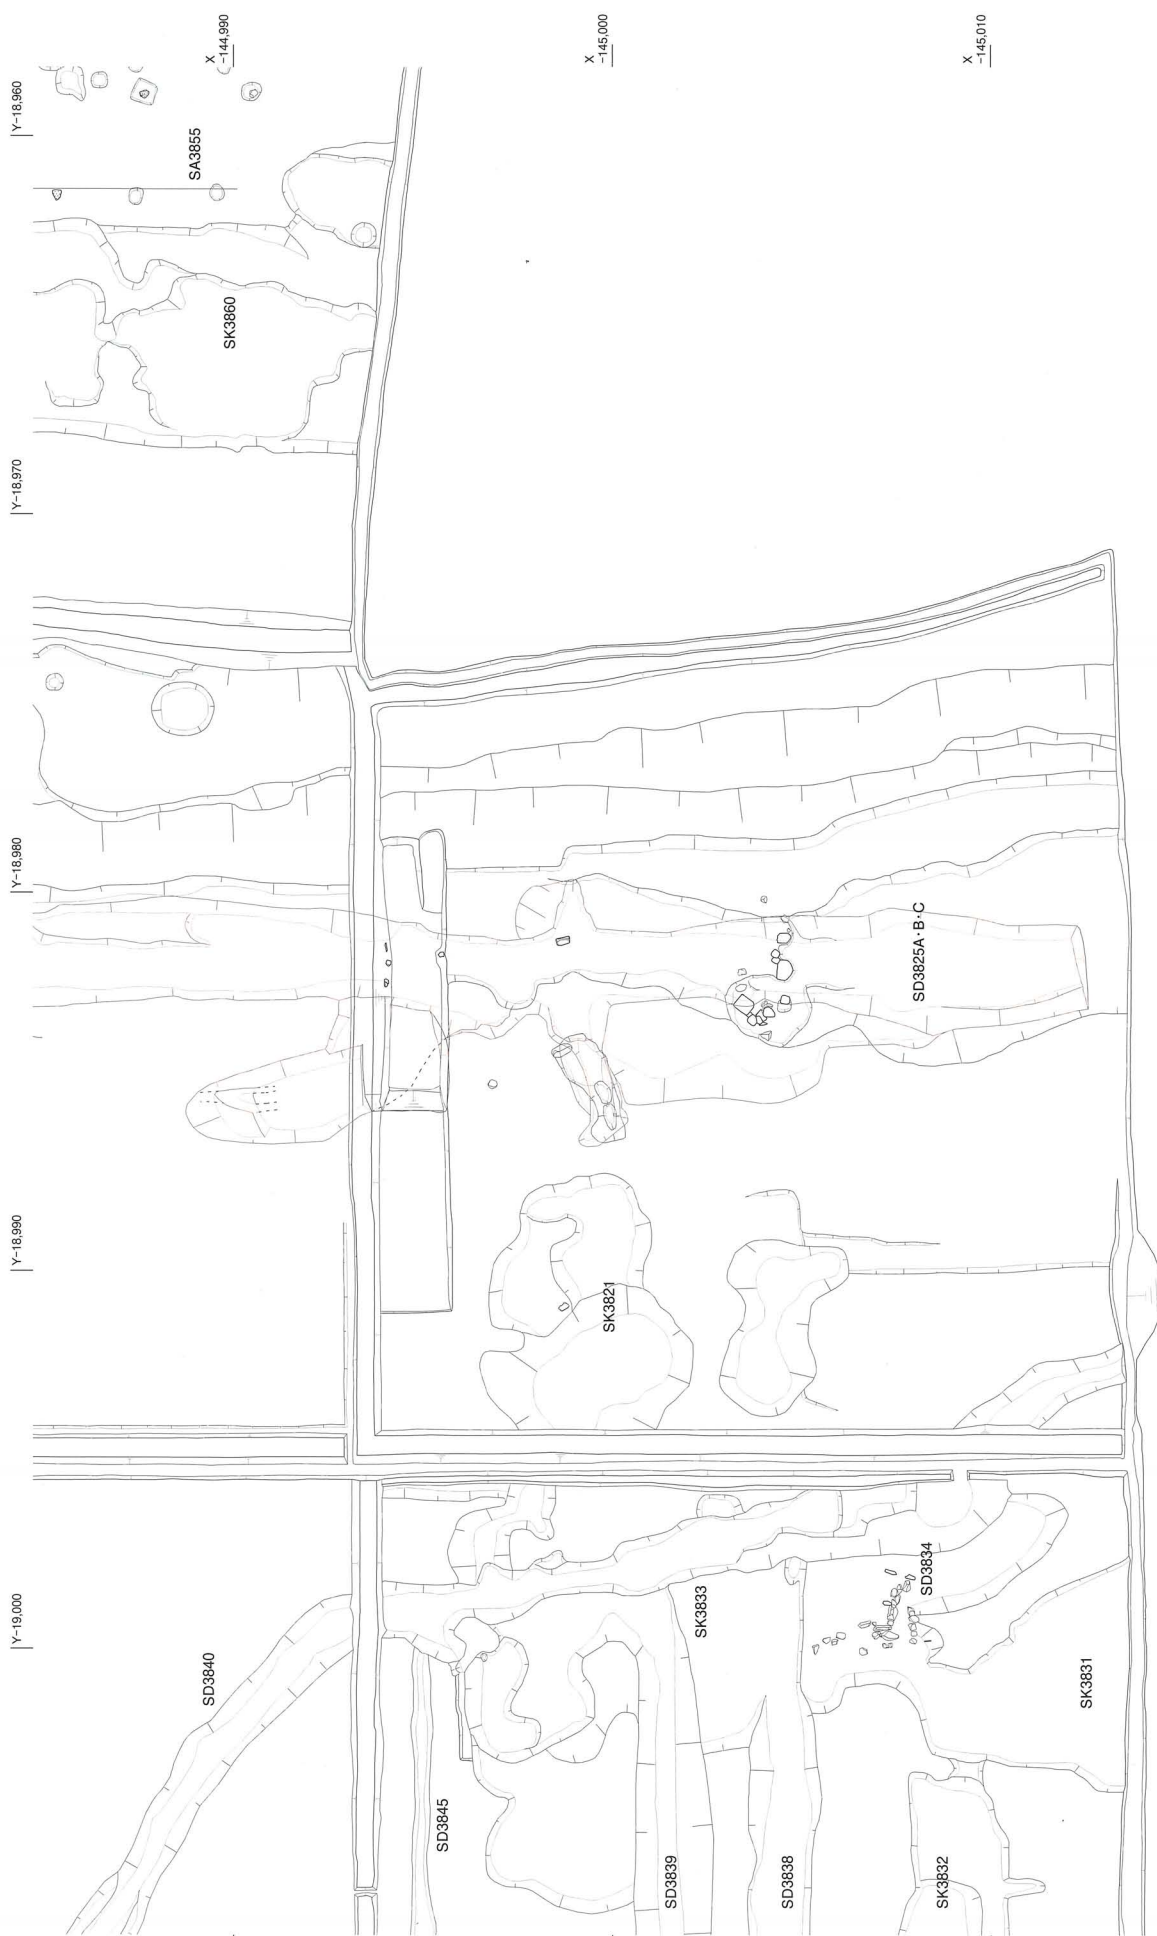 X
-144,990
X
-145,000
X
-145,010
Y-18,960
SA3855
SK3860
Y-18,970
Y-18,980
SD3825A・B・C
Y-18,990
SK3821
Y-19,000
SD3840
SD3834
SK3833
SK3831
SD3845
SD3839
SD3838
SK3832